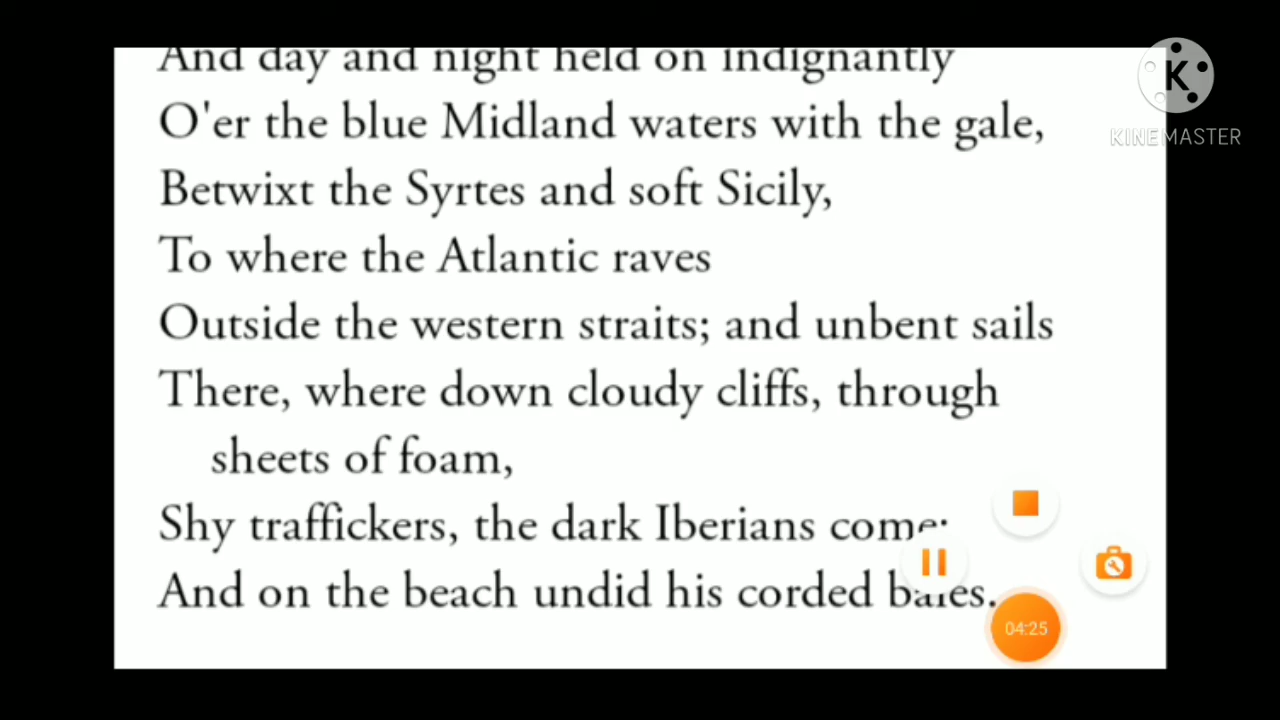 And day and night held on indignantly
O'er the blue Midland waters with the gale,
Betwixt the Syrtes and soft Sicily,
To where the Atlantic raves
Outside the western straits; and unbent sails
There, where down cloudy cliffs, through
sheets of foam,
Shy traffickers, the dark Iberians come;
And on the beach undid his corded bales.
KINEMASTER
K
04:25